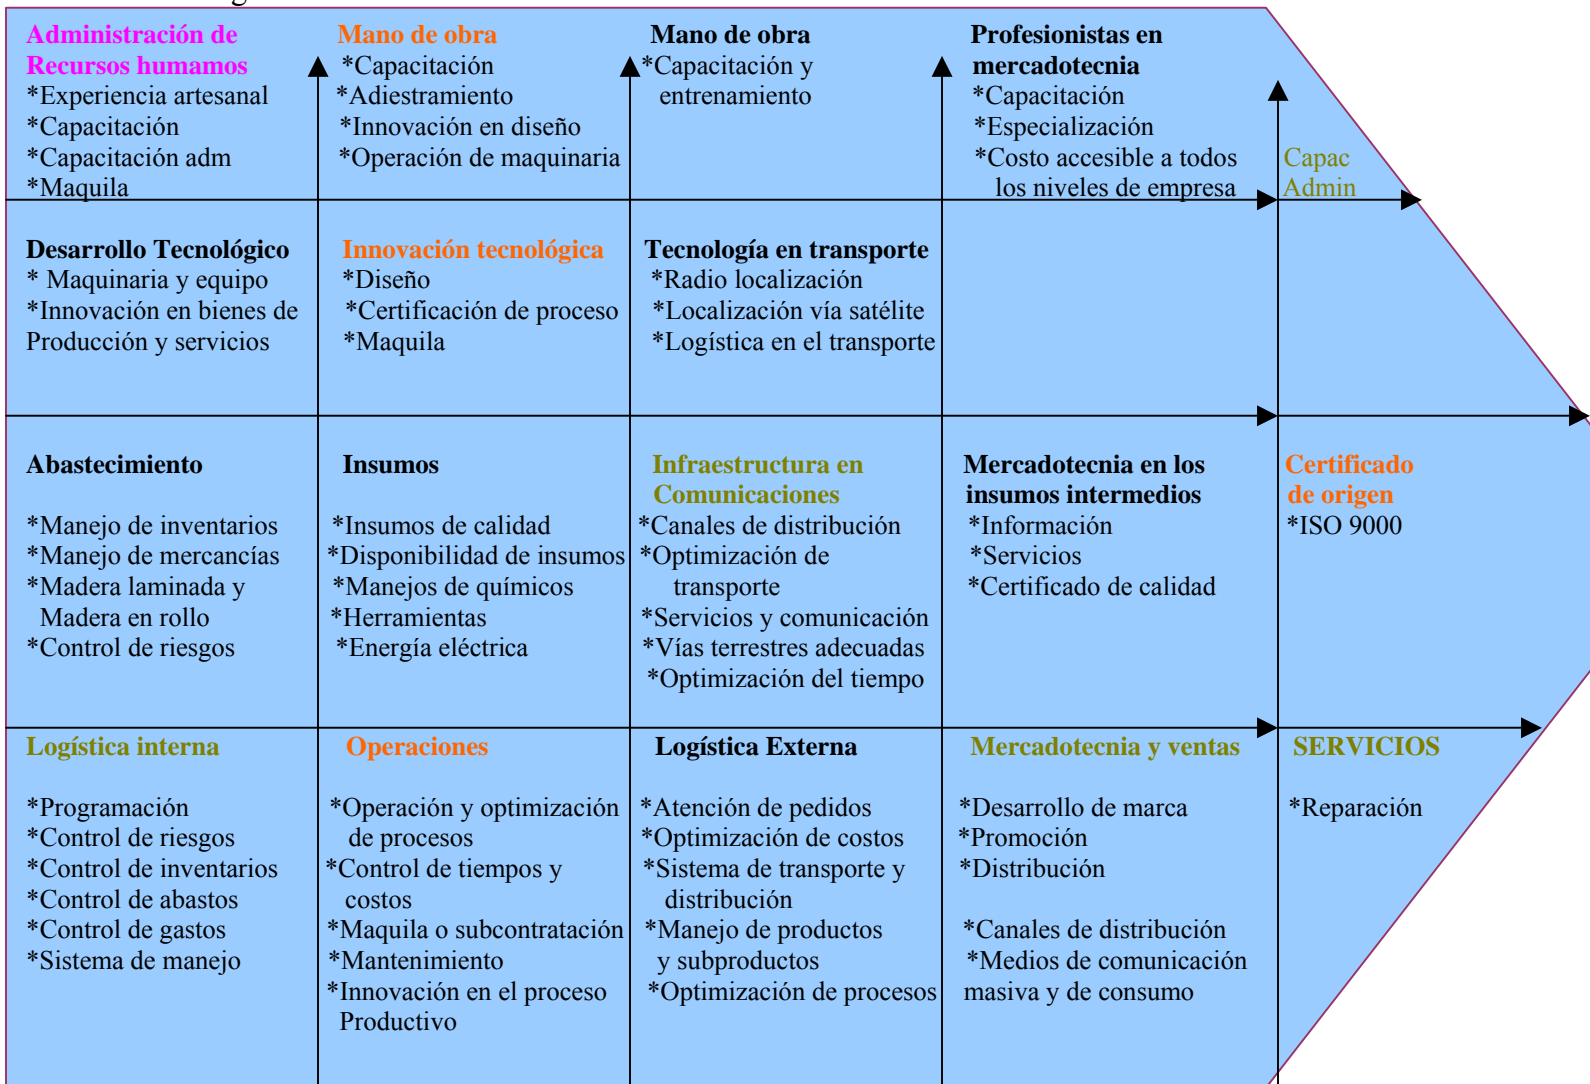 Administración de
Recursos humamos
*Experiencia artesanal
*Capacitación
*Capacitación adm
*Maquila
Mano de obra
*Capacitación
*Adiestramiento
*Innovación en diseño
*Operación de maquinaria
Mano de obra
*Capacitación y
entrenamiento
Profesionistas en
mercadotecnia
*Capacitación
*Especialización
*Costo accesible a todos
los niveles de empresa
Capac
Admin
Desarrollo Tecnológico
* Maquinaria y equipo
*Innovación en bienes de
Producción y servicios
Innovación tecnológica
*Diseño
*Certificación de proceso
*Maquila
Tecnología en transporte
*Radio localización
*Localización vía satélite
*Logística en el transporte
Abastecimiento
*Manejo de inventarios
*Manejo de mercancías
*Madera laminada y
Madera en rollo
*Control de riesgos
Insumos
*Insumos de calidad
*Disponibilidad de insumos
*Manejos de químicos
*Herramientas
*Energía eléctrica
Infraestructura en
Comunicaciones
*Canales de distribución
*Optimización de
transporte
*Servicios y comunicación
*Vías terrestres adecuadas
*Optimización del tiempo
Mercadotecnia en los
insumos intermedios
*Información
*Servicios
*Certificado de calidad
Certificado
de origen
*ISO 9000
Logística interna
*Programación
*Control de riesgos
*Control de inventarios
*Control de abastos
*Control de gastos
*Sistema de manejo
Operaciones
*Operación y optimización
de procesos
*Control de tiempos y
costos
*Maquila o subcontratación
*Mantenimiento
*Innovación en el proceso
Productivo
Logística Externa
*Atención de pedidos
*Optimización de costos
*Sistema de transporte y
distribución
*Manejo de productos
y subproductos
*Optimización de procesos
Mercadotecnia y ventas
*Desarrollo de marca
*Promoción
*Distribución
*Canales de distribución
*Medios de comunicación
masiva y de consumo
SERVICIOS
*Reparación